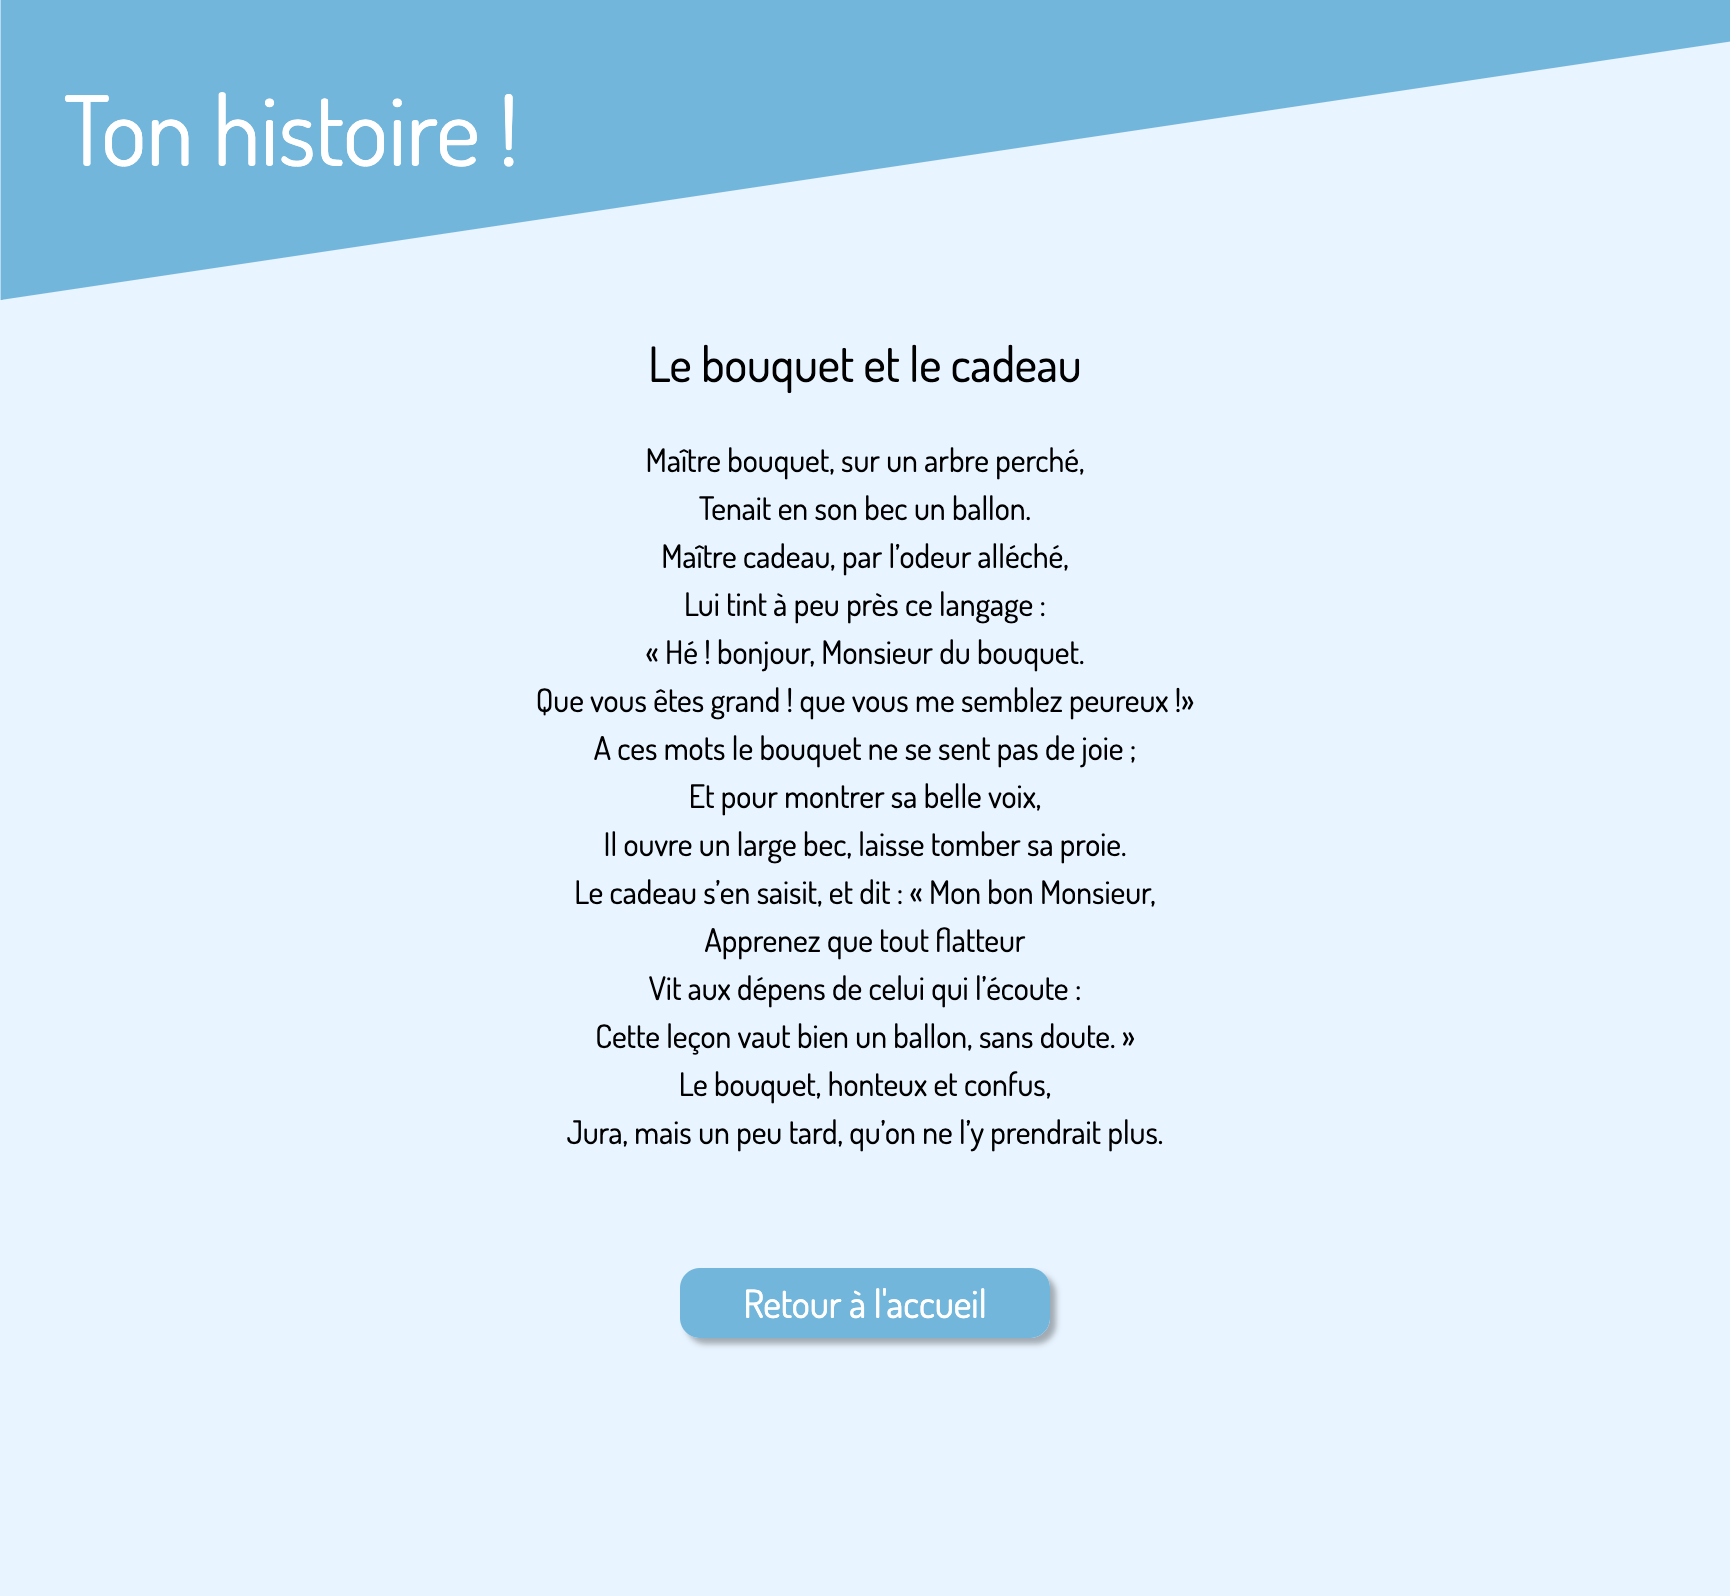 Ton histoire !
Le bouquet et le cadeau
Maître bouquet, sur un arbre perché,
Tenait en son bec un ballon.
Maître cadeau, par l’odeur alléché,
Lui tint à peu près ce langage :
« Hé ! bonjour, Monsieur du bouquet.
Que vous êtes grand ! que vous me semblez peureux !»
A ces mots le bouquet ne se sent pas de joie ;
Et pour montrer sa belle voix,
Il ouvre un large bec, laisse tomber sa proie.
Le cadeau s’en saisit, et dit : « Mon bon Monsieur,
Apprenez que tout flatteur
Vit aux dépens de celui qui l’écoute :
Cette leçon vaut bien un ballon, sans doute. »
Le bouquet, honteux et confus,
Jura, mais un peu tard, qu’on ne l’y prendrait plus.
Retour à l'accueil